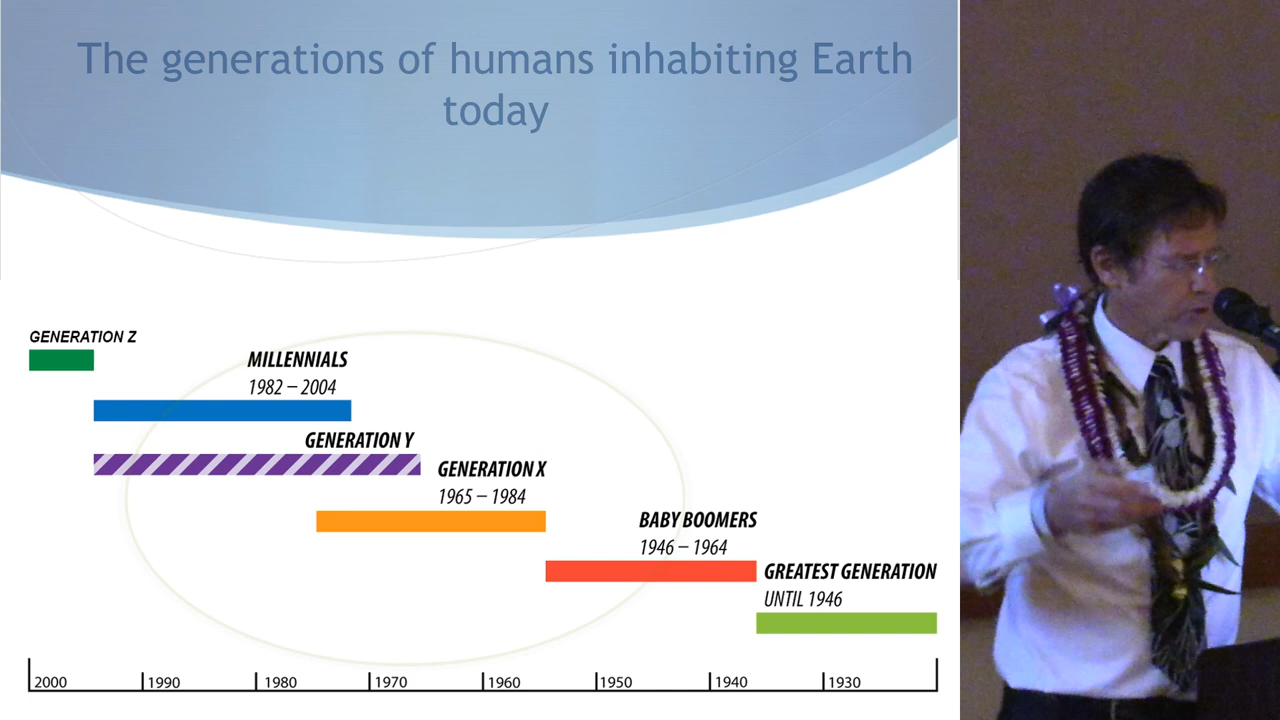 The generations of humans inhabiting Earth
today
GENERATION Z
MILLENNIALS
1982 – 2004
GENERATION Y
GENERATION X
1965 – 1984
BABY BOOMERS
1946 – 1964
GREATEST GENERATION
UNTIL 1946
2000 1990 1980 1970 1960 1950 1940 1930